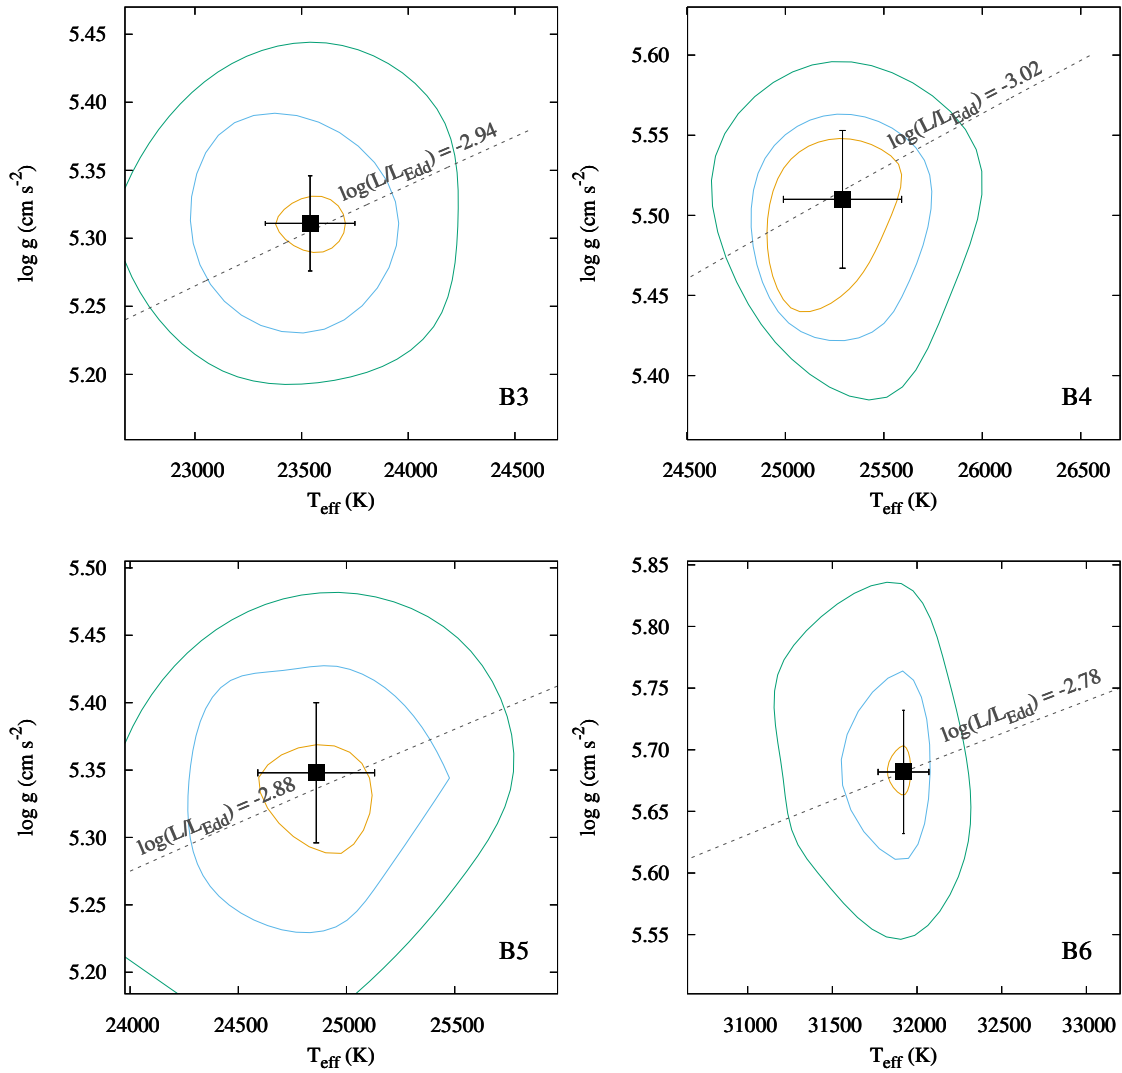 5.45
5.40
5.35
5.30
5.25
5.20
log g (cm s-2)
log(L/LEdd) = -2.94
B3
23000 23500 24000 24500
Teff (K)
5.60
5.55
5.50
5.45
5.40
log g (cm s-2)
log(L/LEdd) = -3.02
B4
24500 25000 25500 26000 26500
Teff (K)
5.50
5.45
5.40
5.35
5.30
5.25
5.20
log g (cm s-2)
log(L/LEdd) = -2.88
B5
24000 24500 25000 25500
Teff (K)
5.85
5.80
5.75
5.70
5.65
5.60
5.55
log g (cm s-2)
log(L/LEdd) = -2.78
B6
31000 31500 32000 32500 33000
Teff (K)